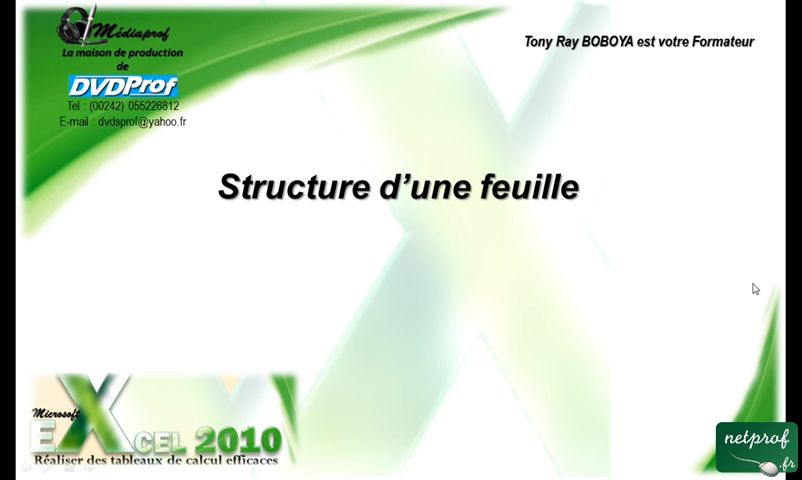 Médiaprof
La maison de production
de
DVDProf
Tel : (00242) 055226812
E-mail : dvdsprof@yahoo.fr
Tony Ray BOBOYA est votre Formateur
Structure d’une feuille
Microsoft
EXCEL 2010
Réaliser des tableaux de calcul efficaces
netprof
.fr